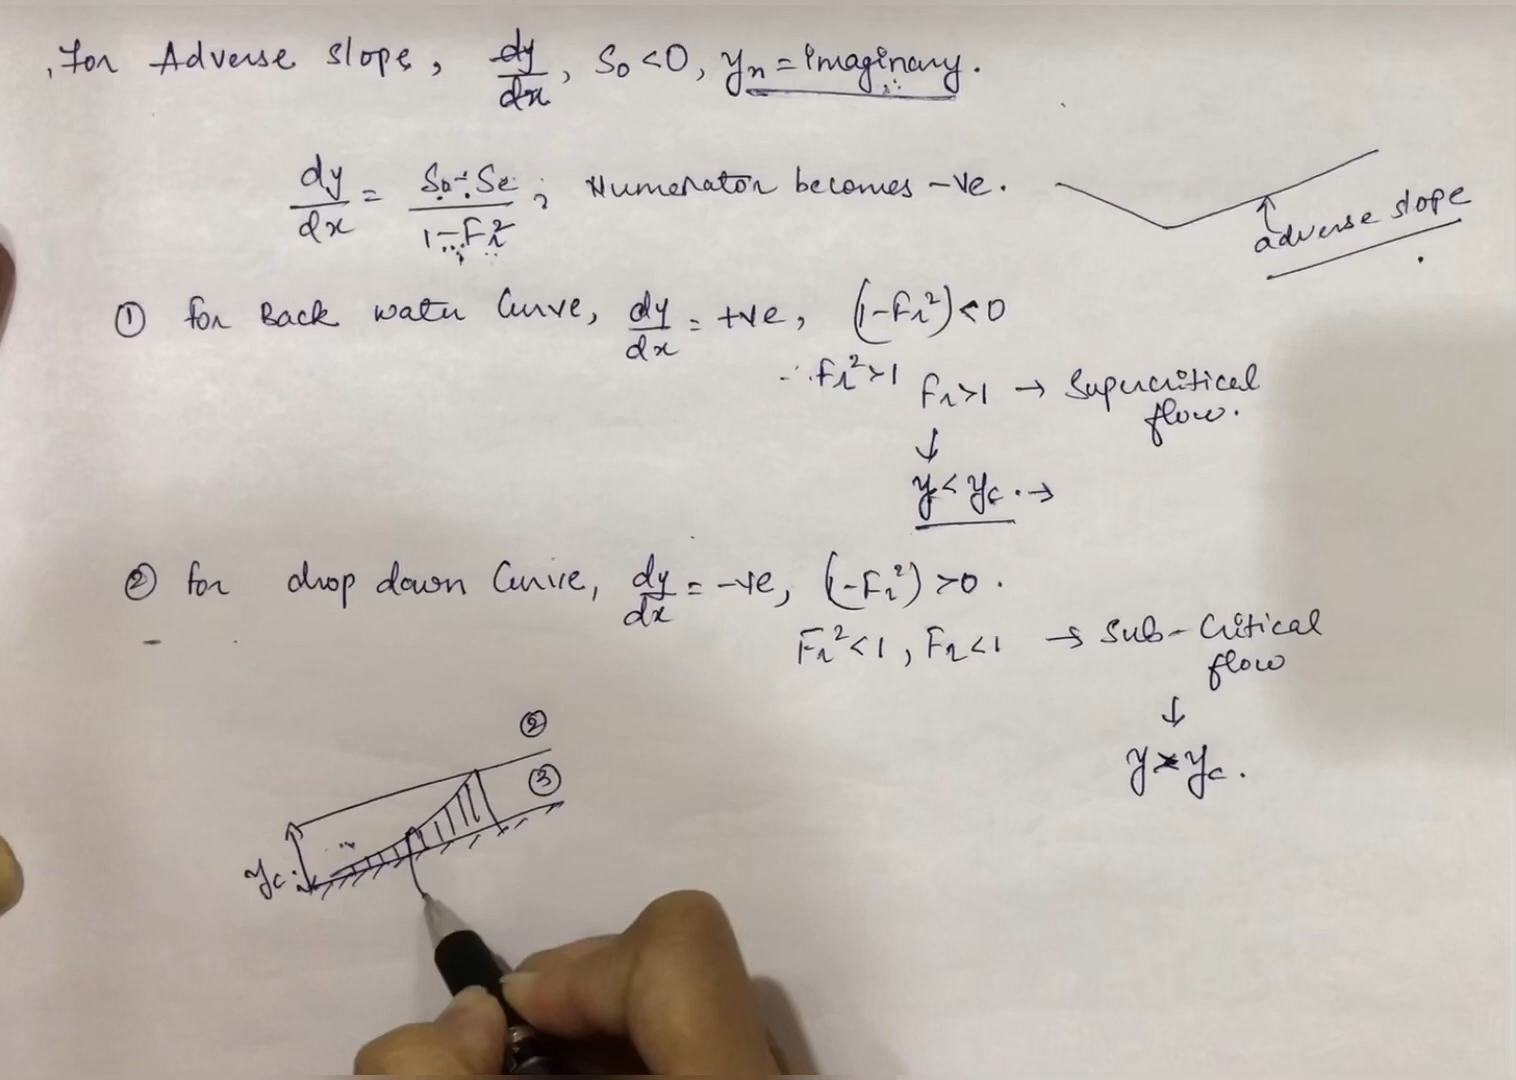 For Adverse slope, dy/dx, So <0, yn = imaginary.
dy/dx = So - Se / 1 - Fr² ; Numerator becomes -ve.
adverse slope
① for Back water Curve, dy/dx = +ve, (1-Fr²) < 0
∴ Fr² > 1 Fr > 1 → Supercritical
flow.
↓
y < yc. →
② for drop down Curve, dy/dx = -ve, (1-Fr²) > 0.
Fr² < 1, Fr < 1 → Sub-Critical
flow
↓
y > yc.
②
③
yc